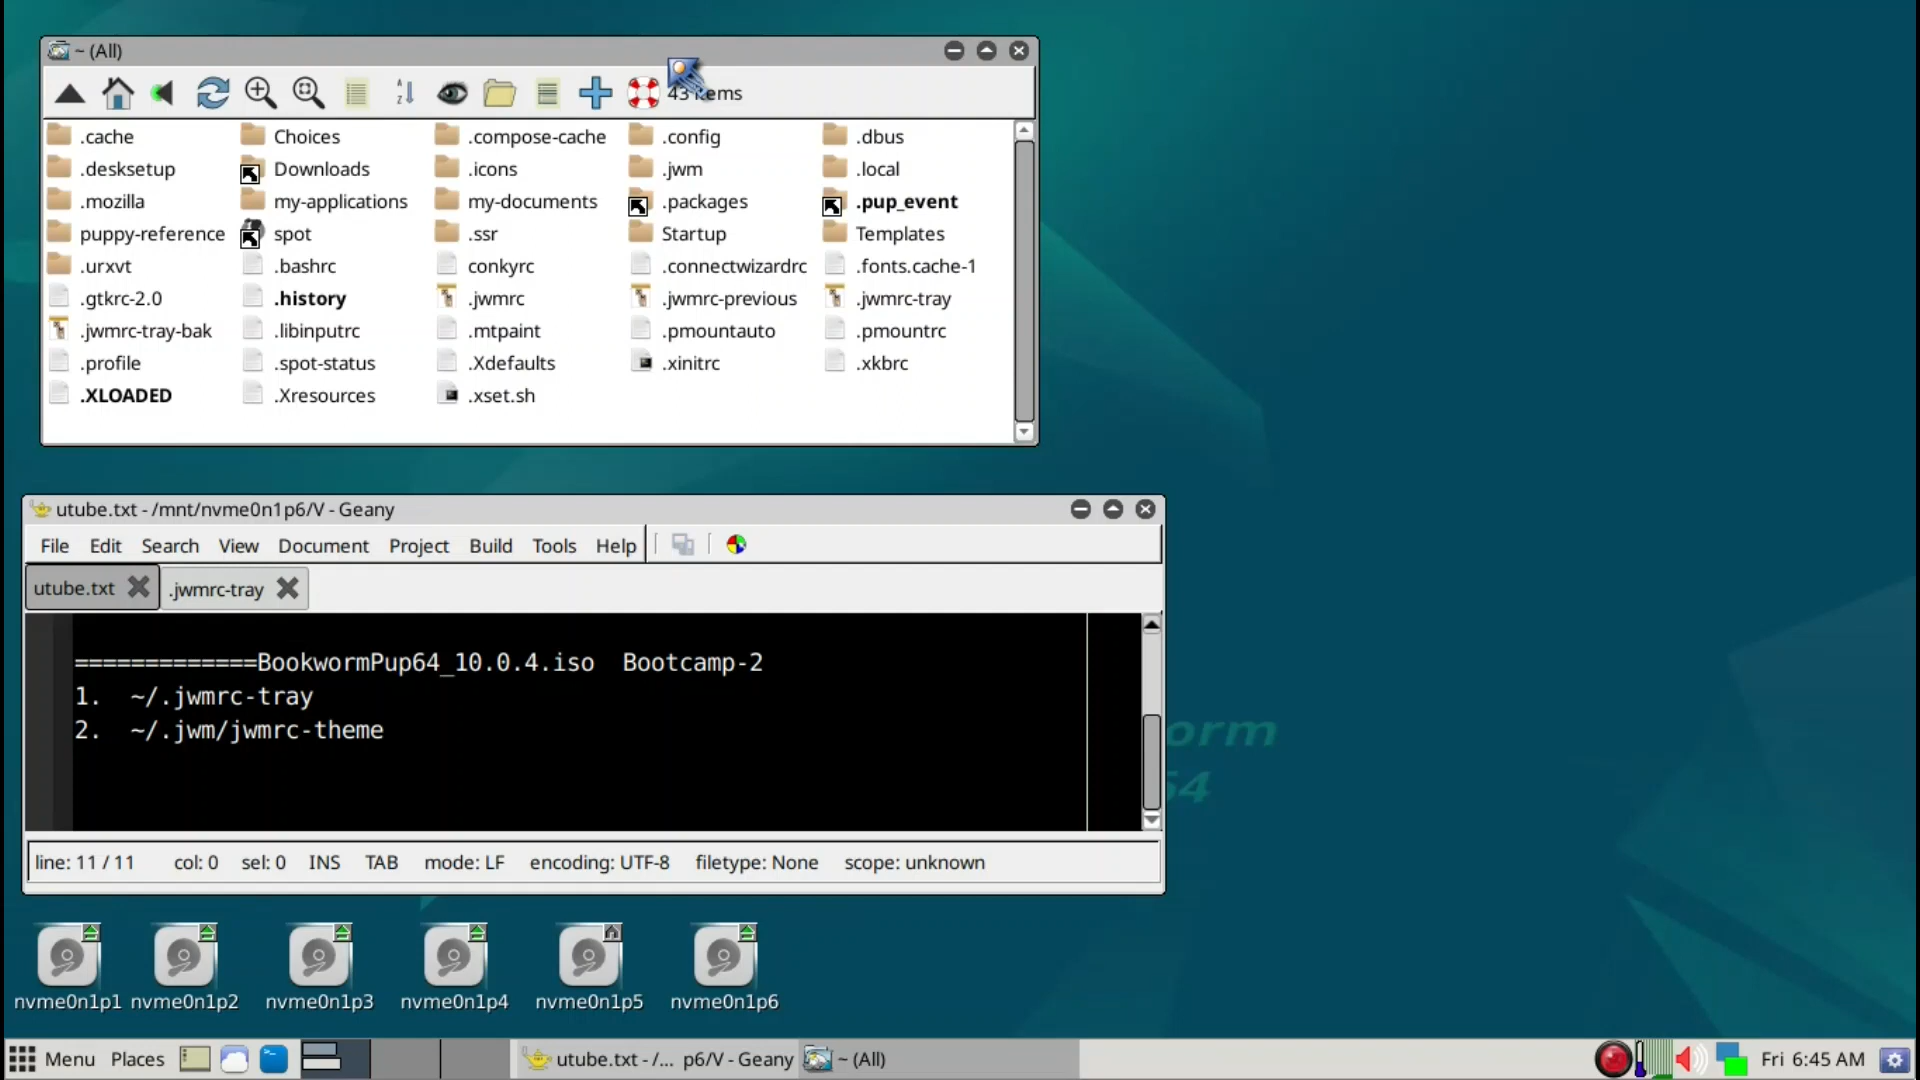 ~ (All)
43 items
.cache Choices .compose-cache .config .dbus
.desksetup Downloads .icons .jwm .local
.mozilla my-applications my-documents .packages .pup_event
puppy-reference spot .ssr Startup Templates
.urxvt .bashrc conkyrc .connectwizardrc .fonts.cache-1
.gtkrc-2.0 .history .jwmrc .jwmrc-previous .jwmrc-tray
.jwmrc-tray-bak .libinputrc .mtpaint .pmountauto .pmountrc
.profile .spot-status .Xdefaults .xinitrc .xkbrc
.XLOADED .Xresources .xset.sh
utube.txt - /mnt/nvme0n1p6/V - Geany
File Edit Search View Document Project Build Tools Help
utube.txt .jwmrc-tray
=============BookwormPup64_10.0.4.iso Bootcamp-2
1. ~/.jwmrc-tray
2. ~/.jwm/jwmrc-theme
orm
64
line: 11 / 11 col: 0 sel: 0 INS TAB mode: LF encoding: UTF-8 filetype: None scope: unknown
nvme0n1p1 nvme0n1p2 nvme0n1p3 nvme0n1p4 nvme0n1p5 nvme0n1p6
Menu Places utube.txt - /... p6/V - Geany ~ (All) Fri 6:45 AM